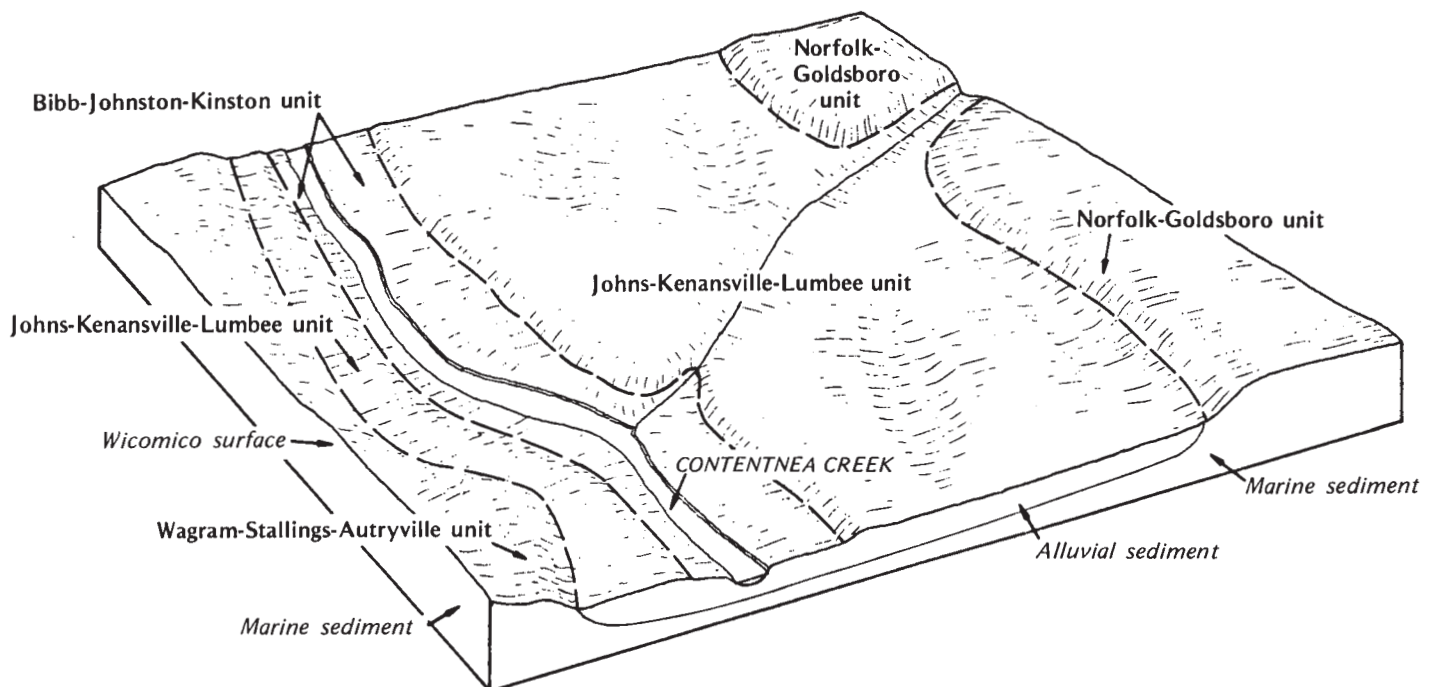 Norfolk-
Goldsboro
unit
Bibb-Johnston-Kinston unit
Norfolk-Goldsboro unit
Johns-Kenansville-Lumbee unit
Johns-Kenansville-Lumbee unit
Wicomico surface
CONTENTNEA CREEK
Marine sediment
Wagram-Stallings-Autryville unit
Alluvial sediment
Marine sediment